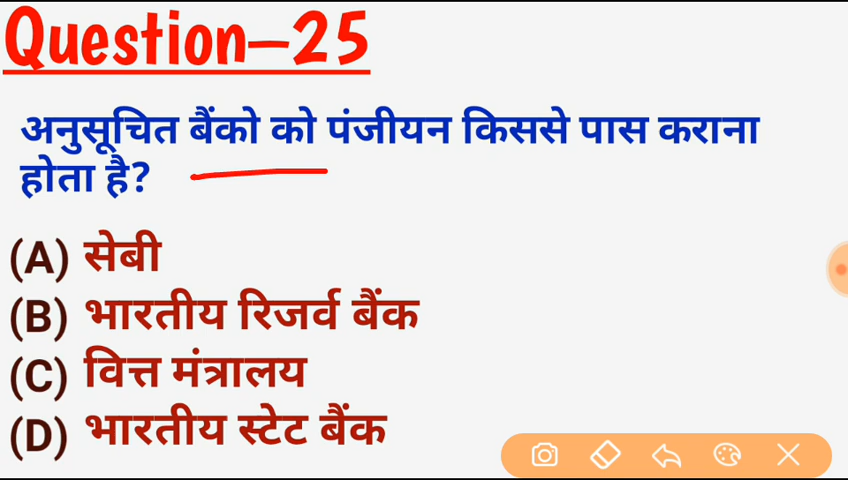 Question–25
अनुसूचित बैंको को पंजीयन किससे पास कराना
होता है?
(A) सेबी
(B) भारतीय रिजर्व बैंक
(C) वित्त मंत्रालय
(D) भारतीय स्टेट बैंक